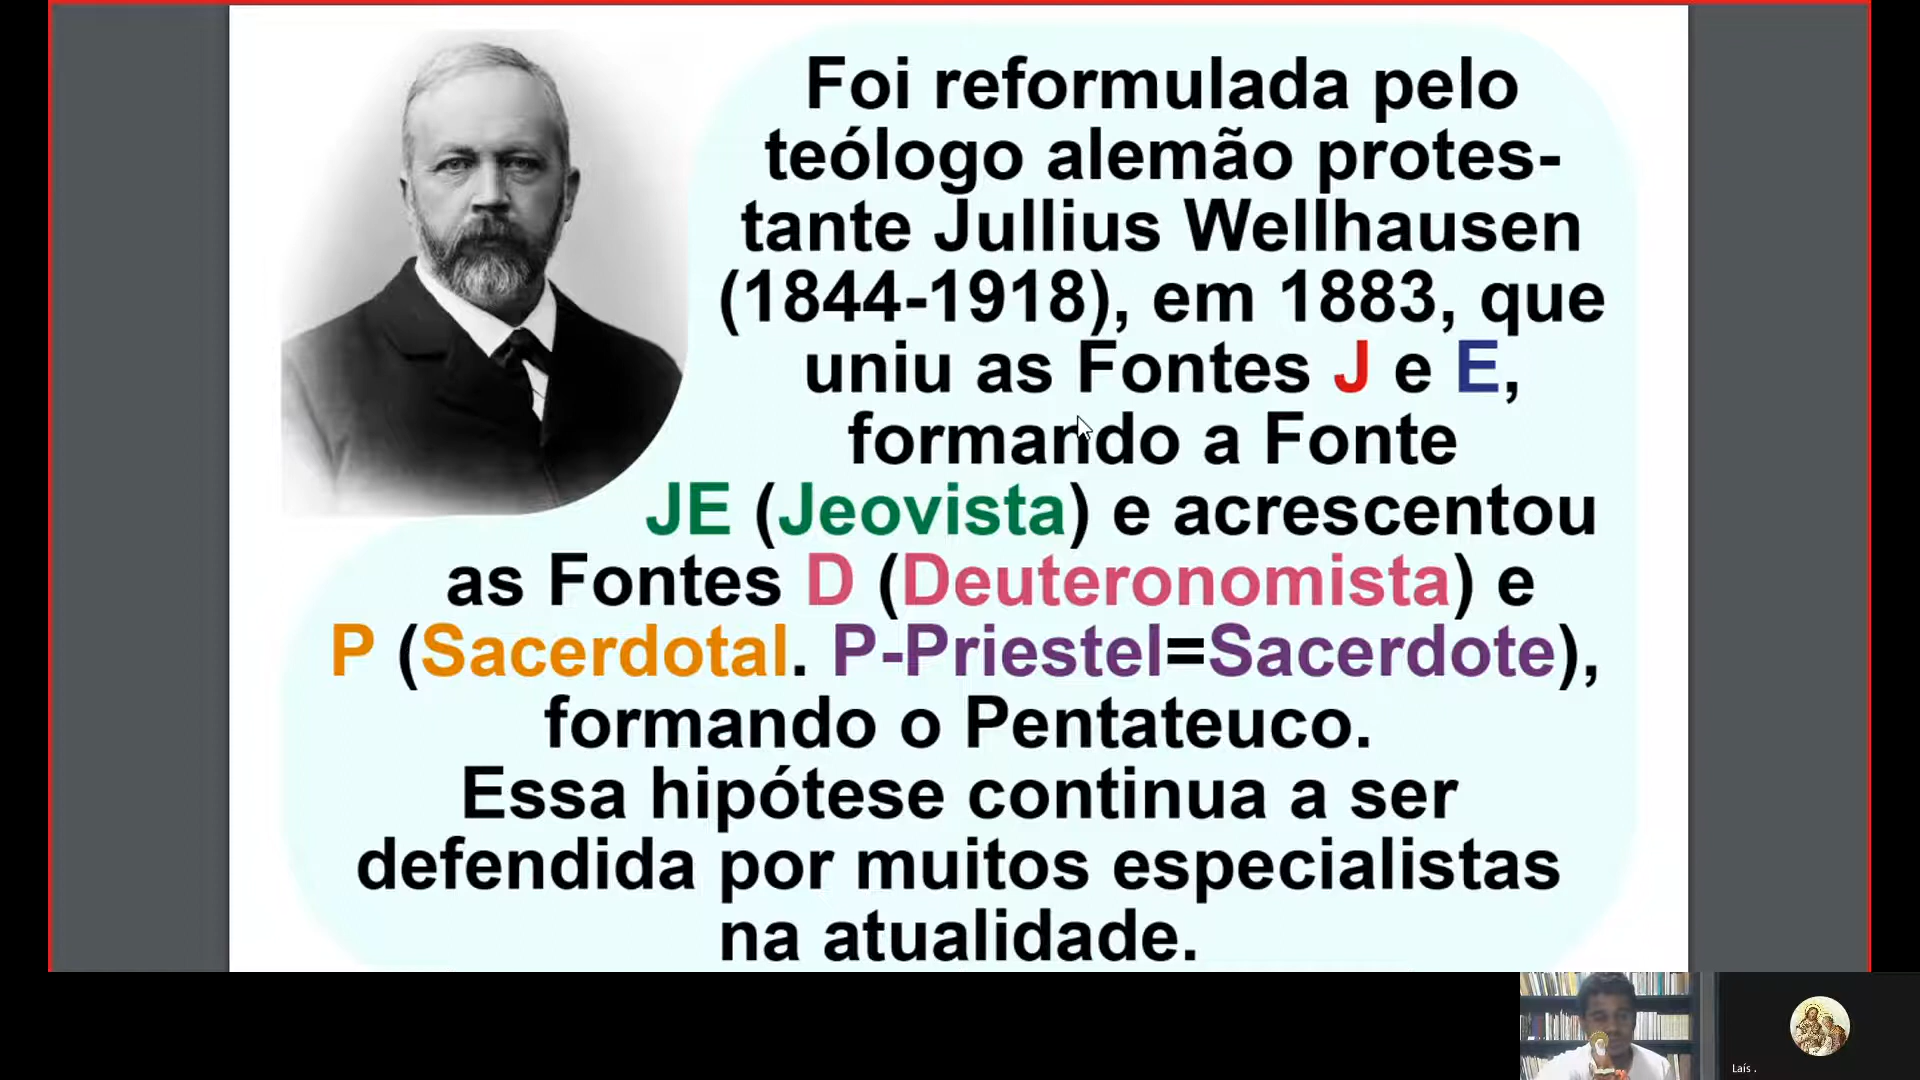 Foi reformulada pelo
teólogo alemão protes-
tante Jullius Wellhausen
(1844-1918), em 1883, que
uniu as Fontes J e E,
formando a Fonte
JE (Jeovista) e acrescentou
as Fontes D (Deuteronomista) e
P (Sacerdotal. P-Priestel=Sacerdote),
formando o Pentateuco.
Essa hipótese continua a ser
defendida por muitos especialistas
na atualidade.
Laís .